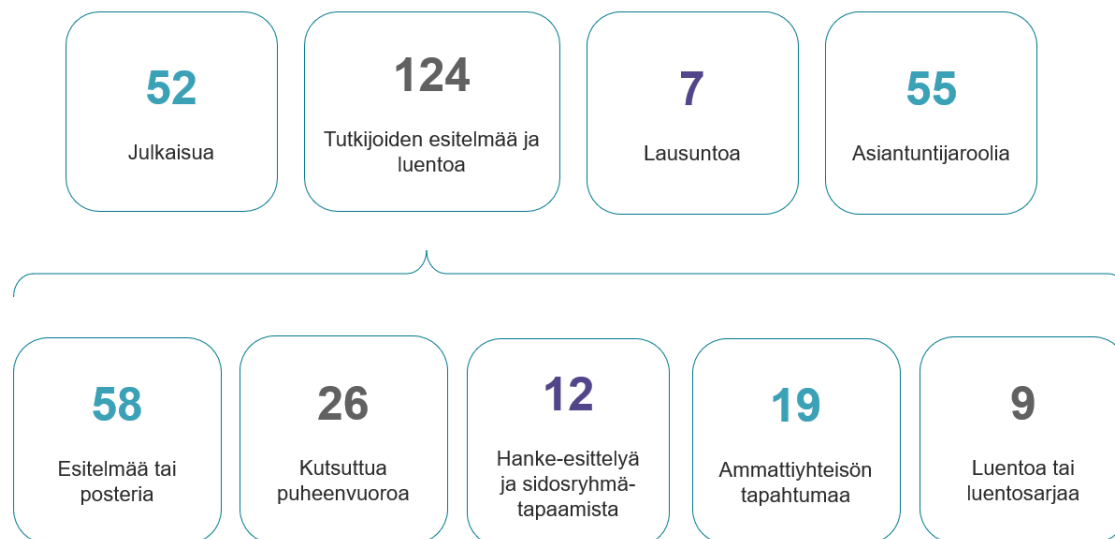 52
Julkaisua
124
Tutkijoiden esitelmää ja
luentoa
7
Lausuntoa
55
Asiantuntijaroolia
58
Esitelmää tai
posteria
26
Kutsuttua
puheenvuoroa
12
Hanke-esittelyä
ja sidosryhmä-
tapaamista
19
Ammattiyhteisön
tapahtumaa
9
Luentoa tai
luentosarjaa